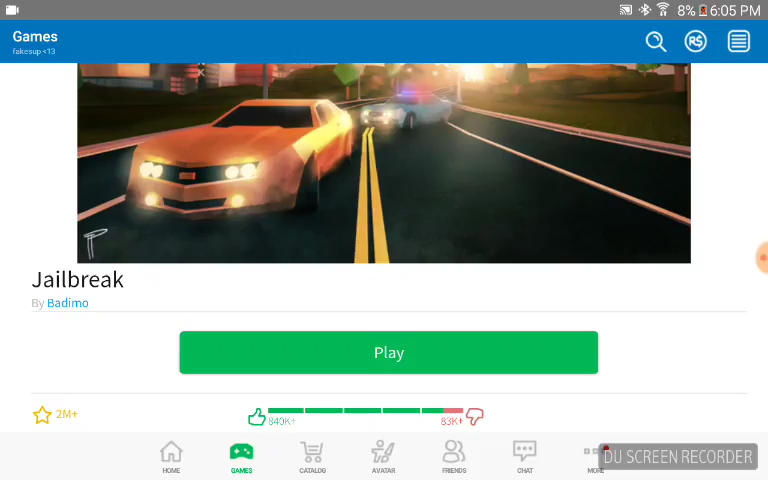 8% 6:05 PM
Games
fakesup <13
R$
Jailbreak
By Badimo
Play
2M+
840K+
83K+
HOME
GAMES
CATALOG
AVATAR
FRIENDS
CHAT
MORE
DU SCREEN RECORDER